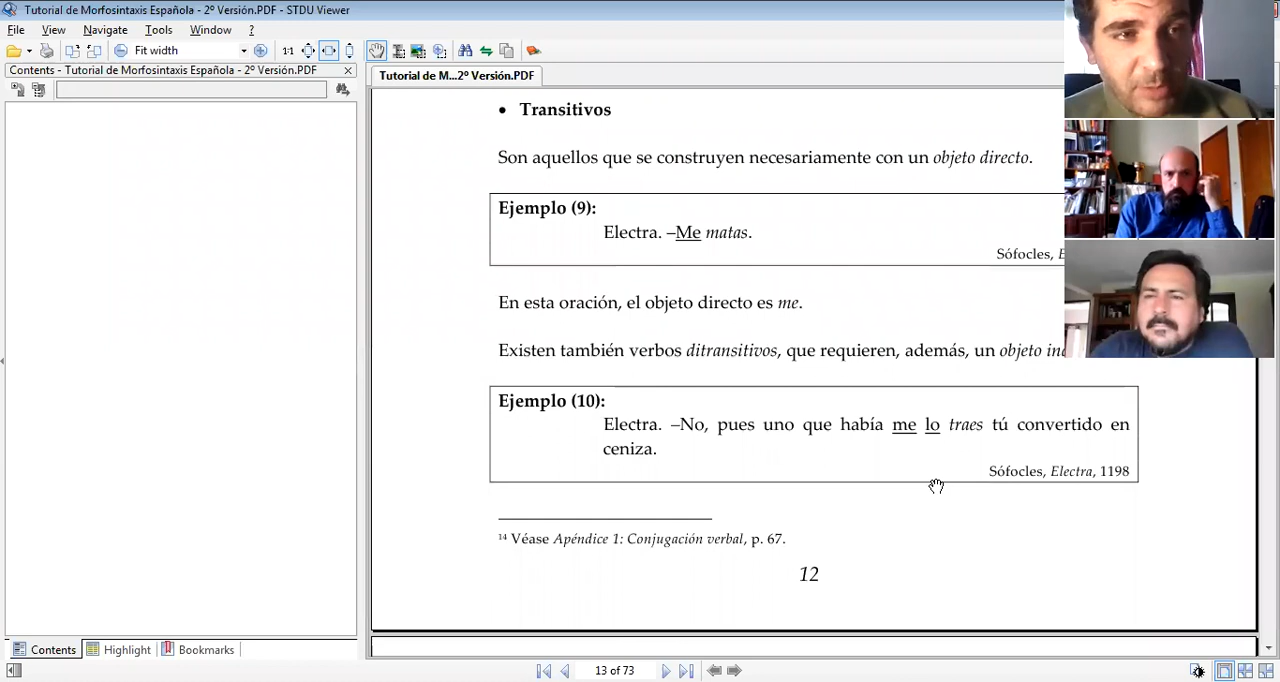 Tutorial de Morfosintaxis Española - 2º Versión.PDF - STDU Viewer
File View Navigate Tools Window ?
Fit width
1:1
Contents - Tutorial de Morfosintaxis Española - 2º Versión.PDF
Tutorial de M...2º Versión.PDF
• Transitivos
Son aquellos que se construyen necesariamente con un objeto directo.
Ejemplo (9):
Electra. –Me matas.
Sófocles,
En esta oración, el objeto directo es me.
Existen también verbos ditransitivos, que requieren, además, un objeto
Ejemplo (10):
Electra. –No, pues uno que había me lo traes tú convertido en
ceniza.
Sófocles, Electra, 1198
14 Véase Apéndice 1: Conjugación verbal, p. 67.
12
Contents Highlight Bookmarks
13 of 73